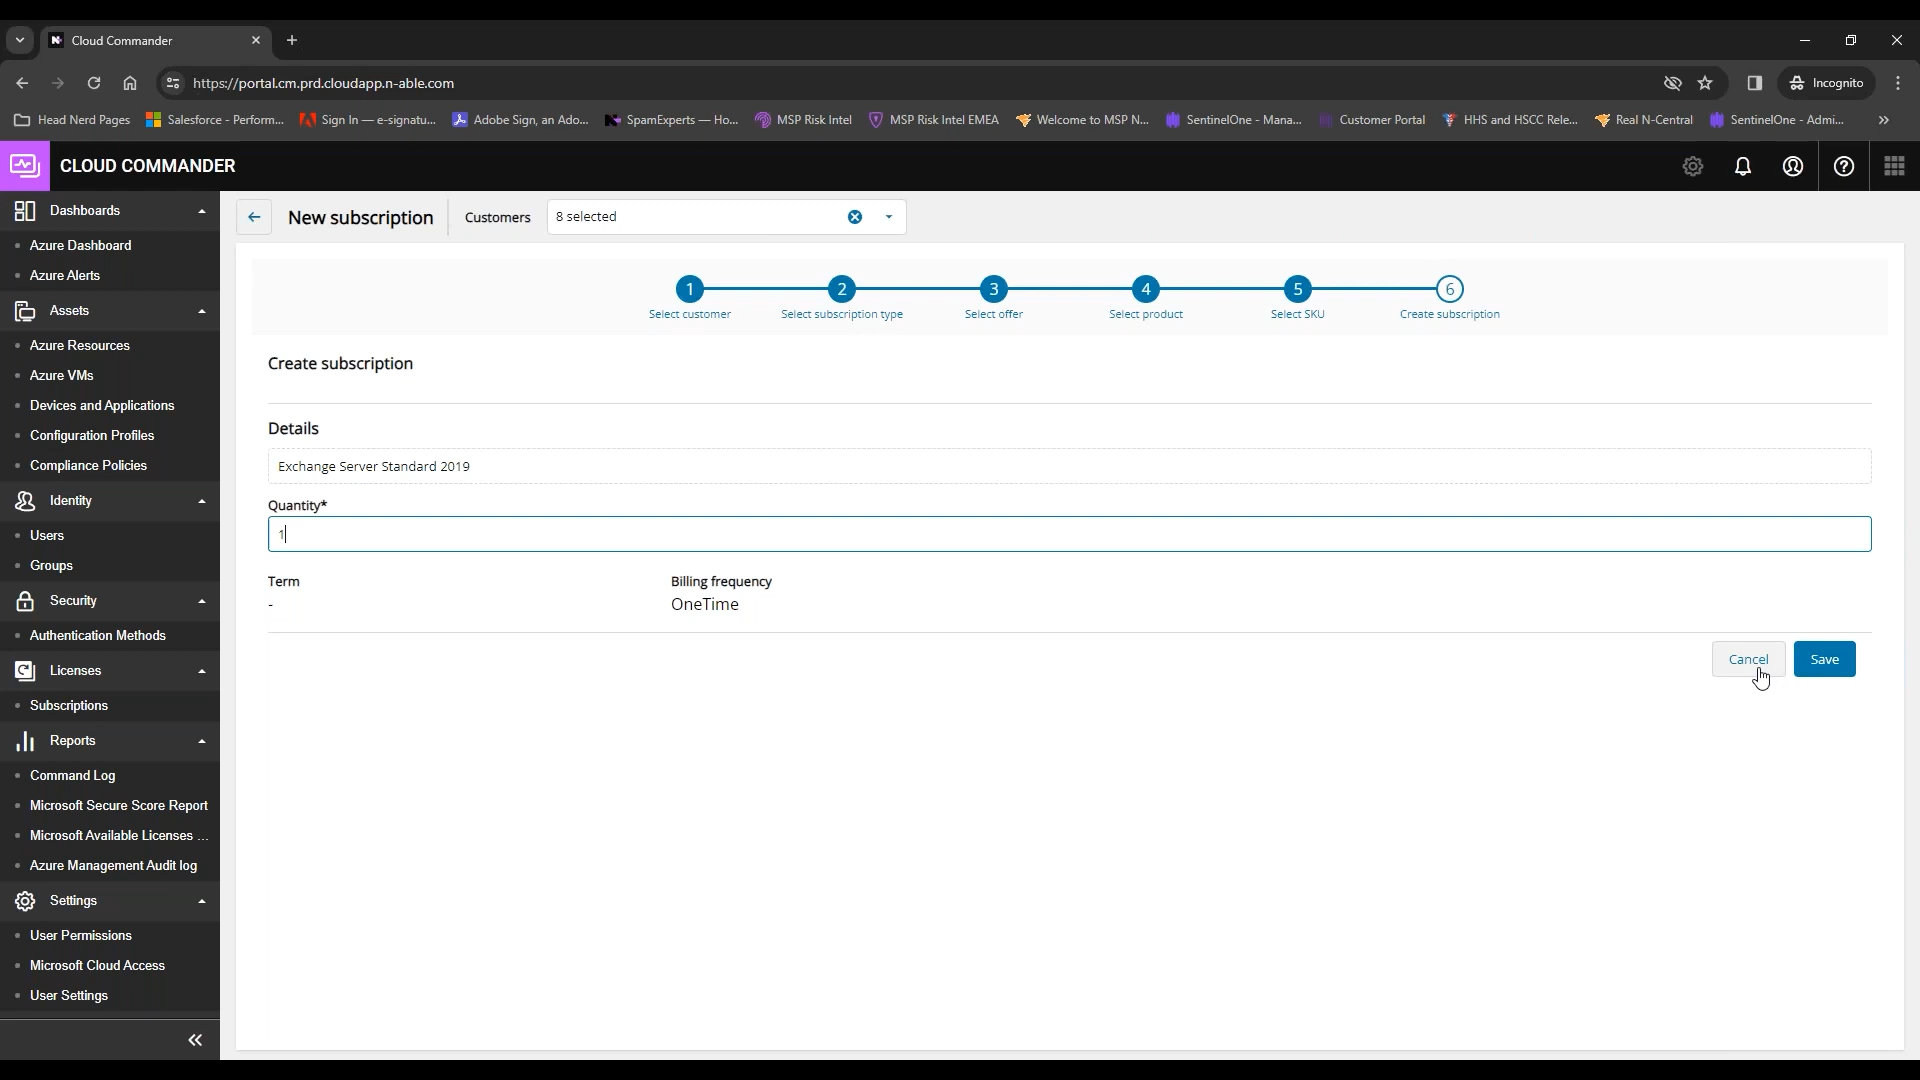 Cloud Commander
https://portal.cm.prd.cloudapp.n-able.com
Incognito
Head Nerd Pages
Salesforce - Perform...
Sign In — e-signatu...
Adobe Sign, an Ado...
SpamExperts — Ho...
MSP Risk Intel
MSP Risk Intel EMEA
Welcome to MSP N...
SentinelOne - Mana...
Customer Portal
HHS and HSCC Rele...
Real N-Central
SentinelOne - Admi...
CLOUD COMMANDER
Dashboards
Azure Dashboard
Azure Alerts
Assets
Azure Resources
Azure VMs
Devices and Applications
Configuration Profiles
Compliance Policies
Identity
Users
Groups
Security
Authentication Methods
Licenses
Subscriptions
Reports
Command Log
Microsoft Secure Score Report
Microsoft Available Licenses ...
Azure Management Audit log
Settings
User Permissions
Microsoft Cloud Access
User Settings
New subscription
Customers
8 selected
1
Select customer
2
Select subscription type
3
Select offer
4
Select product
5
Select SKU
6
Create subscription
Create subscription
Details
Exchange Server Standard 2019
Quantity*
1
Term
-
Billing frequency
OneTime
Cancel
Save